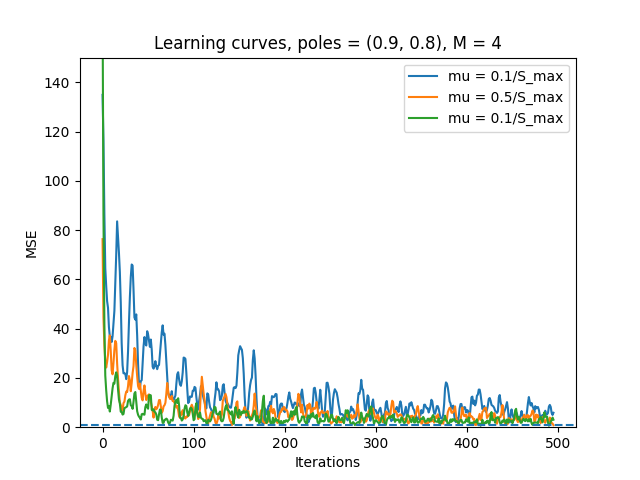 Learning curves, poles = (0.9, 0.8), M = 4
mu = 0.1/S_max
mu = 0.5/S_max
mu = 0.1/S_max
MSE
140
120
100
80
60
40
20
0
0 100 200 300 400 500
Iterations